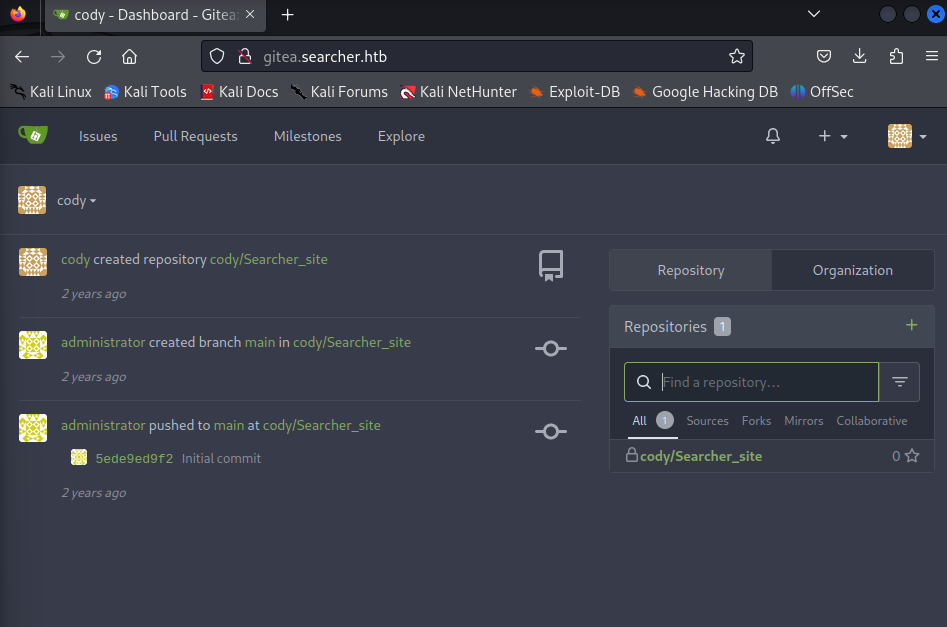 cody - Dashboard - Gitea:
gitea.searcher.htb
Kali Linux Kali Tools Kali Docs Kali Forums Kali NetHunter Exploit-DB Google Hacking DB OffSec
Issues Pull Requests Milestones Explore
cody
cody created repository cody/Searcher_site
2 years ago
administrator created branch main in cody/Searcher_site
2 years ago
administrator pushed to main at cody/Searcher_site
5ede9ed9f2 Initial commit
2 years ago
Repository Organization
Repositories 1
Find a repository...
All 1 Sources Forks Mirrors Collaborative
cody/Searcher_site 0